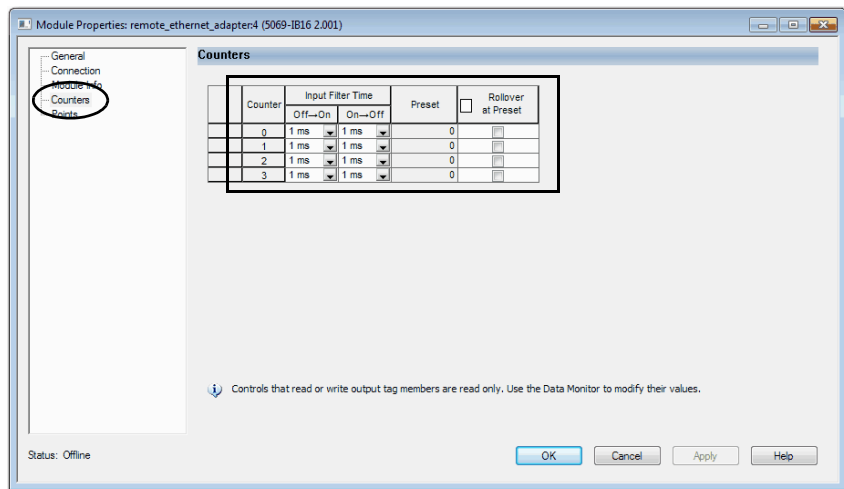 Module Properties: remote_ethernet_adapter:4 (5069-IB16 2.001)
General
Connection
Module Info
Counters
Points
Counters
Counter
Input Filter Time
Off→On
On→Off
Preset
Rollover
at Preset
0 1 ms 1 ms 0
1 1 ms 1 ms 0
2 1 ms 1 ms 0
3 1 ms 1 ms 0
Controls that read or write output tag members are read only. Use the Data Monitor to modify their values.
Status: Offline
OK
Cancel
Apply
Help